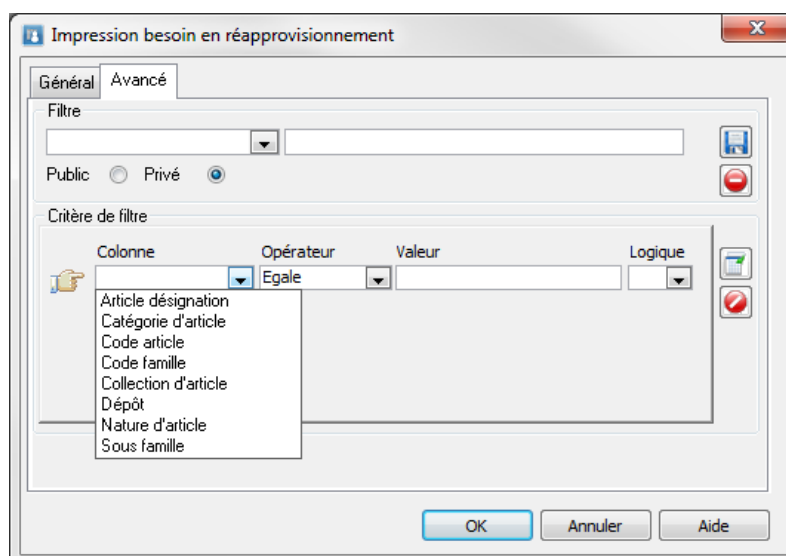 Impression besoin en réapprovisionnement
Général Avancé
Filtre
Public Privé
Critère de filtre
Colonne Opérateur Valeur Logique
Egale
Article désignation
Catégorie d'article
Code article
Code famille
Collection d'article
Dépôt
Nature d'article
Sous famille
OK Annuler Aide